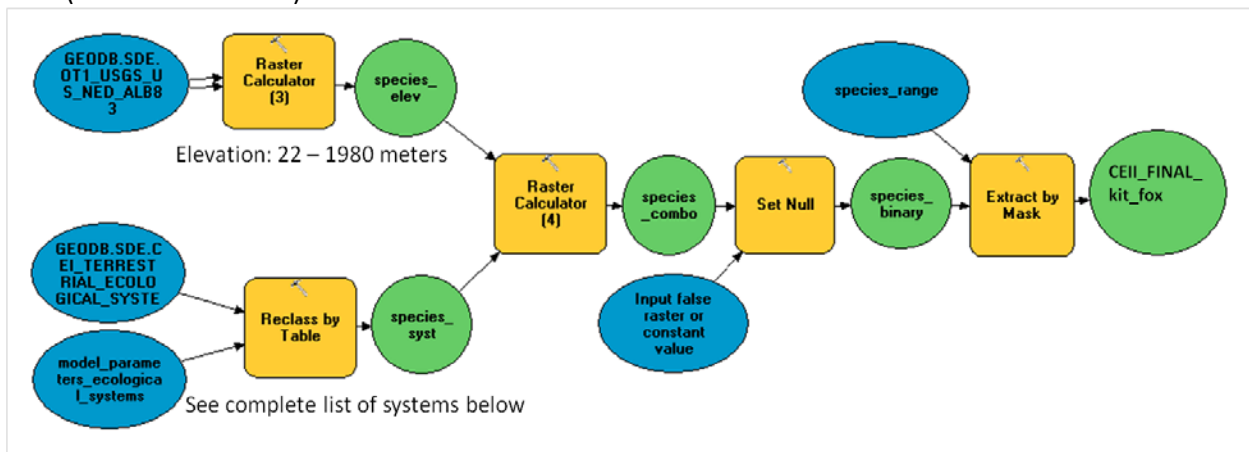 GEODB.SDE.
OT1_USGS_U
S_NED_ALB8
3
Raster
Calculator
(3)
species_
elev
Elevation: 22 – 1980 meters
species_range
GEODB.SDE.C
EI_TERREST
RIAL_ECOLO
GICAL_SYSTE
model_parame
ters_ecologica
l_systems
Reclass by
Table
species_
syst
See complete list of systems below
Raster
Calculator
(4)
species
_combo
Set Null
Input false
raster or
constant
value
species_
binary
Extract by
Mask
CEII_FINAL_
kit_fox